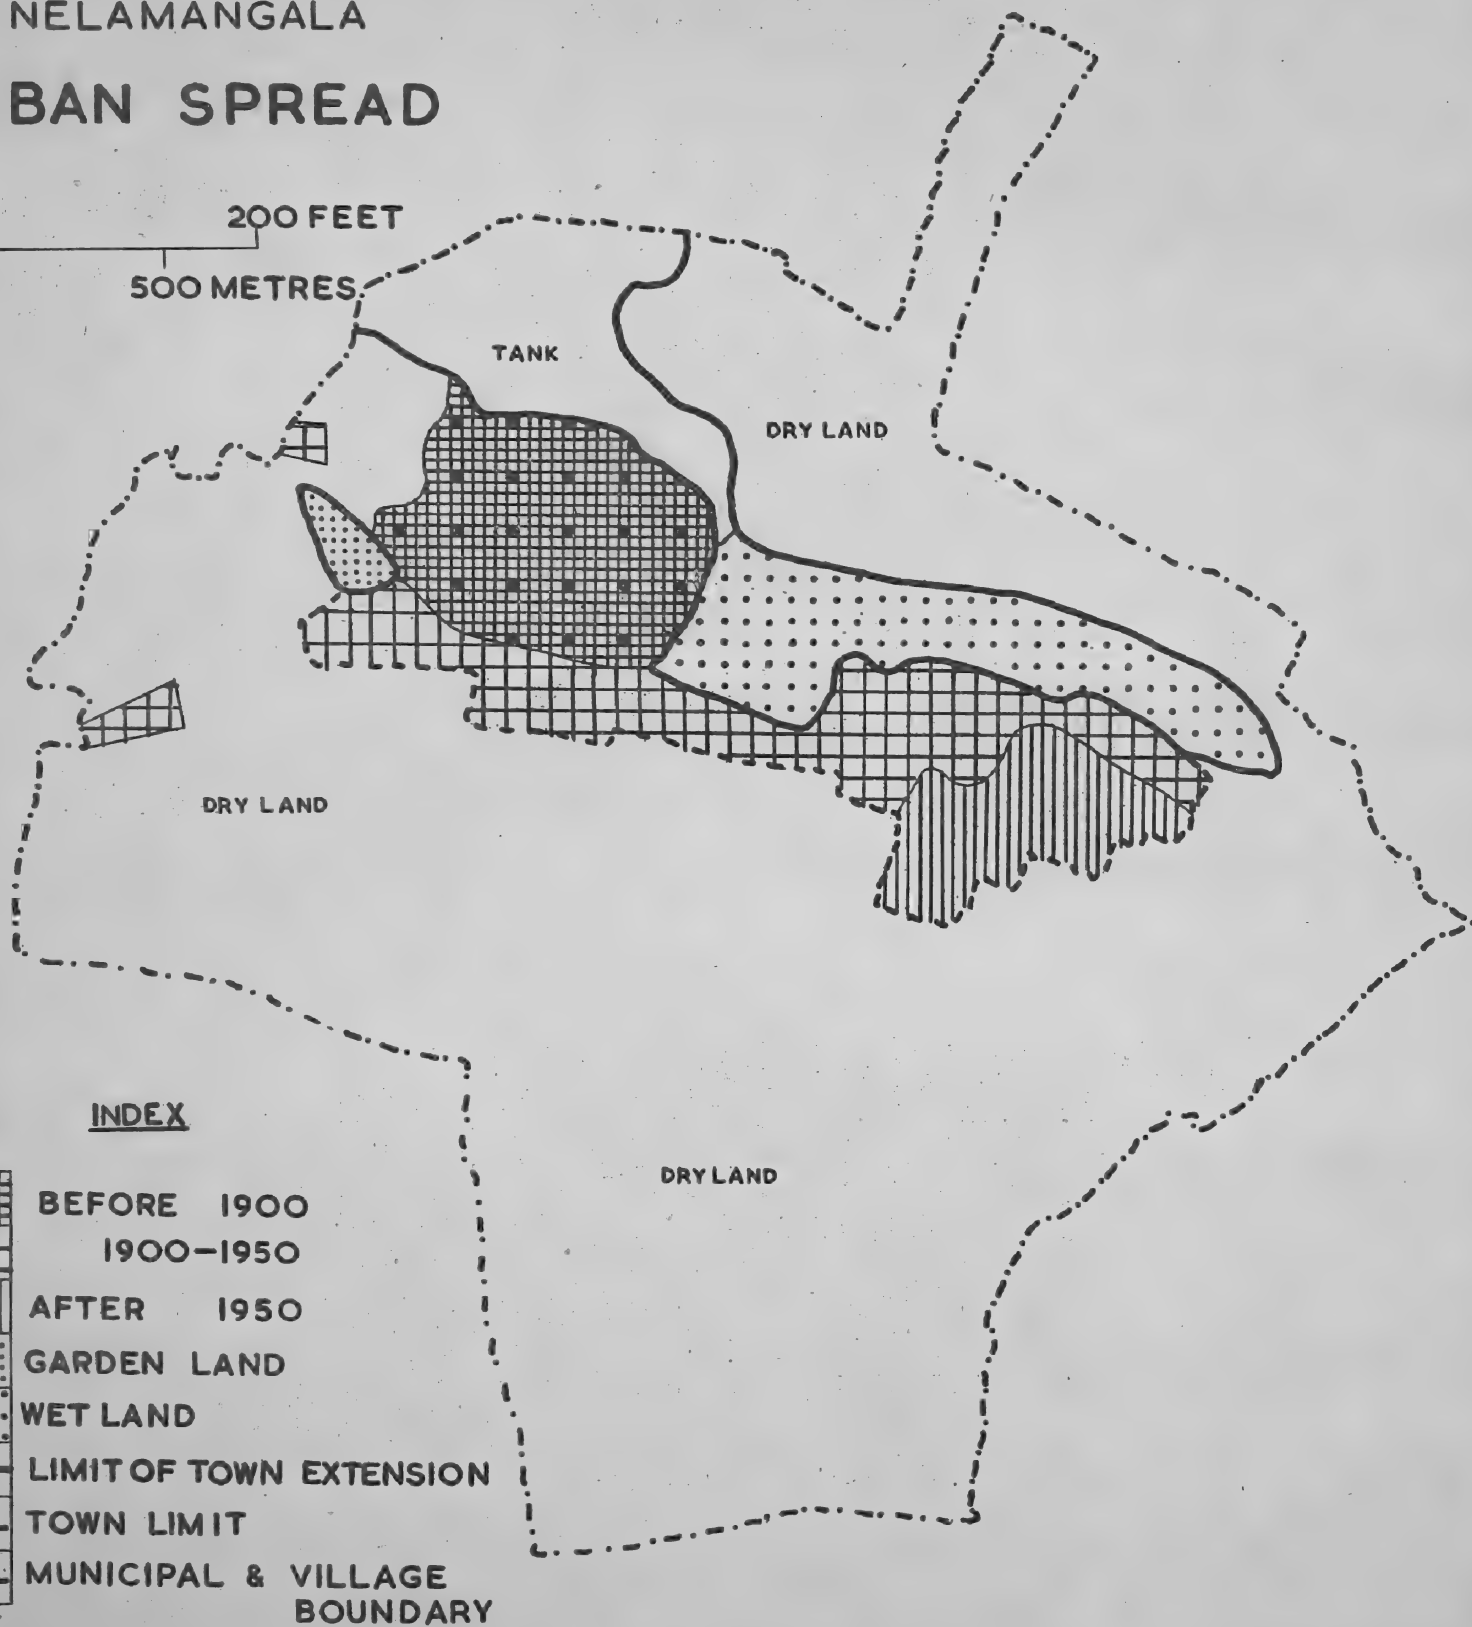 NELAMANGALA
BAN SPREAD
200 FEET
500 METRES
TANK
DRY LAND
DRY LAND
DRY LAND
INDEX
BEFORE 1900
1900-1950
AFTER 1950
GARDEN LAND
WET LAND
LIMIT OF TOWN EXTENSION
TOWN LIMIT
MUNICIPAL & VILLAGE
BOUNDARY